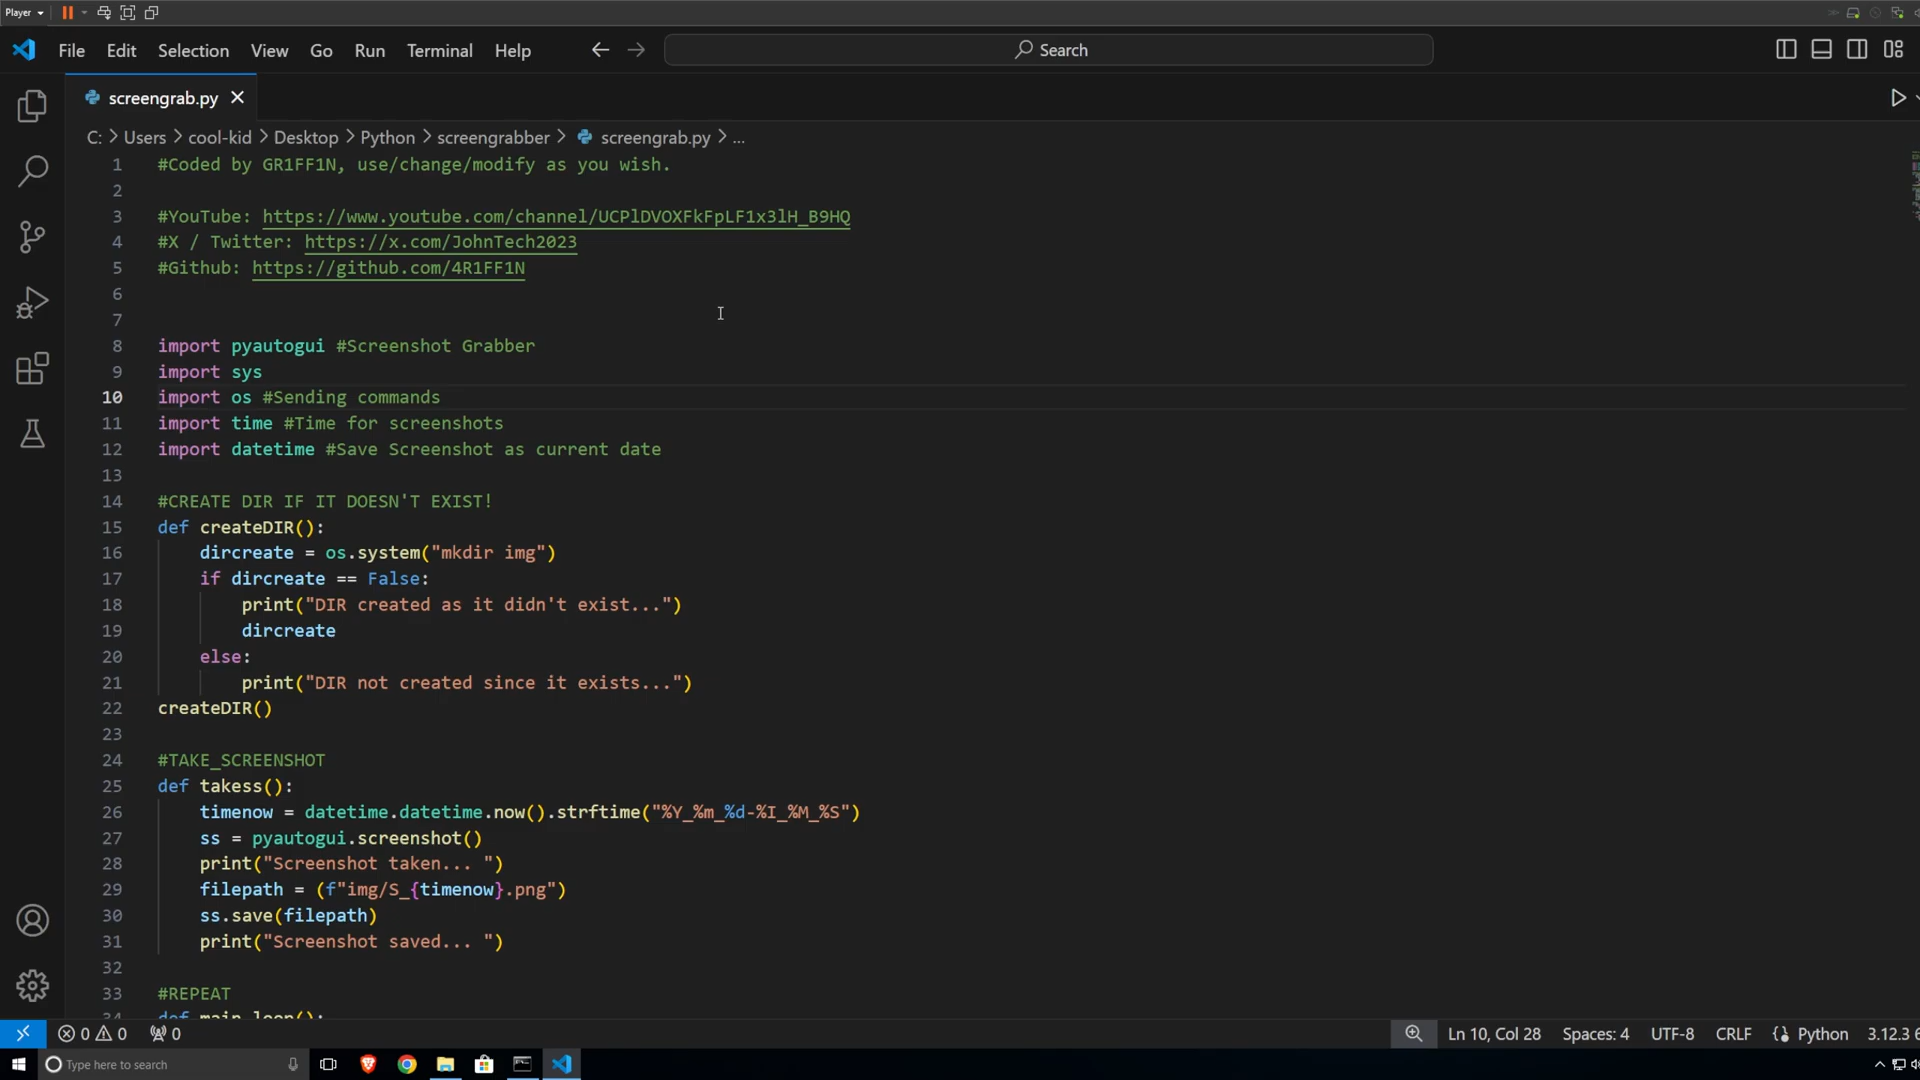 Player
File Edit Selection View Go Run Terminal Help
Search
screengrab.py
C: > Users > cool-kid > Desktop > Python > screengrabber > screengrab.py > ...
1 #Coded by GR1FF1N, use/change/modify as you wish.
2
3 #YouTube: https://www.youtube.com/channel/UCPlDVOXFkFpLF1x3lH_B9HQ
4 #X / Twitter: https://x.com/JohnTech2023
5 #Github: https://github.com/4R1FF1N
6
7
8 import pyautogui #Screenshot Grabber
9 import sys
10 import os #Sending commands
11 import time #Time for screenshots
12 import datetime #Save Screenshot as current date
13
14 #CREATE DIR IF IT DOESN'T EXIST!
15 def createDIR():
16 dircreate = os.system("mkdir img")
17 if dircreate == False:
18 print("DIR created as it didn't exist...")
19 dircreate
20 else:
21 print("DIR not created since it exists...")
22 createDIR()
23
24 #TAKE_SCREENSHOT
25 def takess():
26 timenow = datetime.datetime.now().strftime("%Y_%m_%d-%I_%M_%S")
27 ss = pyautogui.screenshot()
28 print("Screenshot taken... ")
29 filepath = (f"img/S_{timenow}.png")
30 ss.save(filepath)
31 print("Screenshot saved... ")
32
33 #REPEAT
34 def main_loop():
0 0 0 Ln 10, Col 28 Spaces: 4 UTF-8 CRLF Python 3.12.3
Type here to search